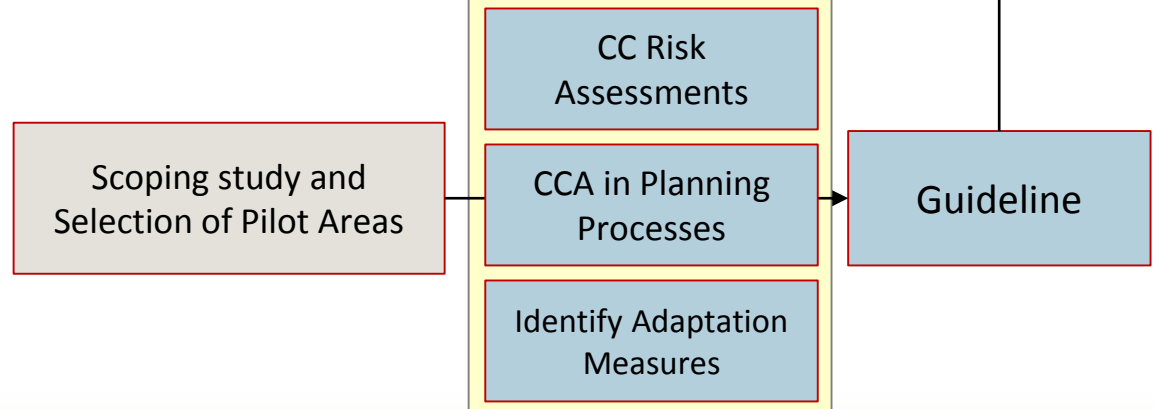 CC Risk
Assessments
Scoping study and
Selection of Pilot Areas
CCA in Planning
Processes
Guideline
Identify Adaptation
Measures